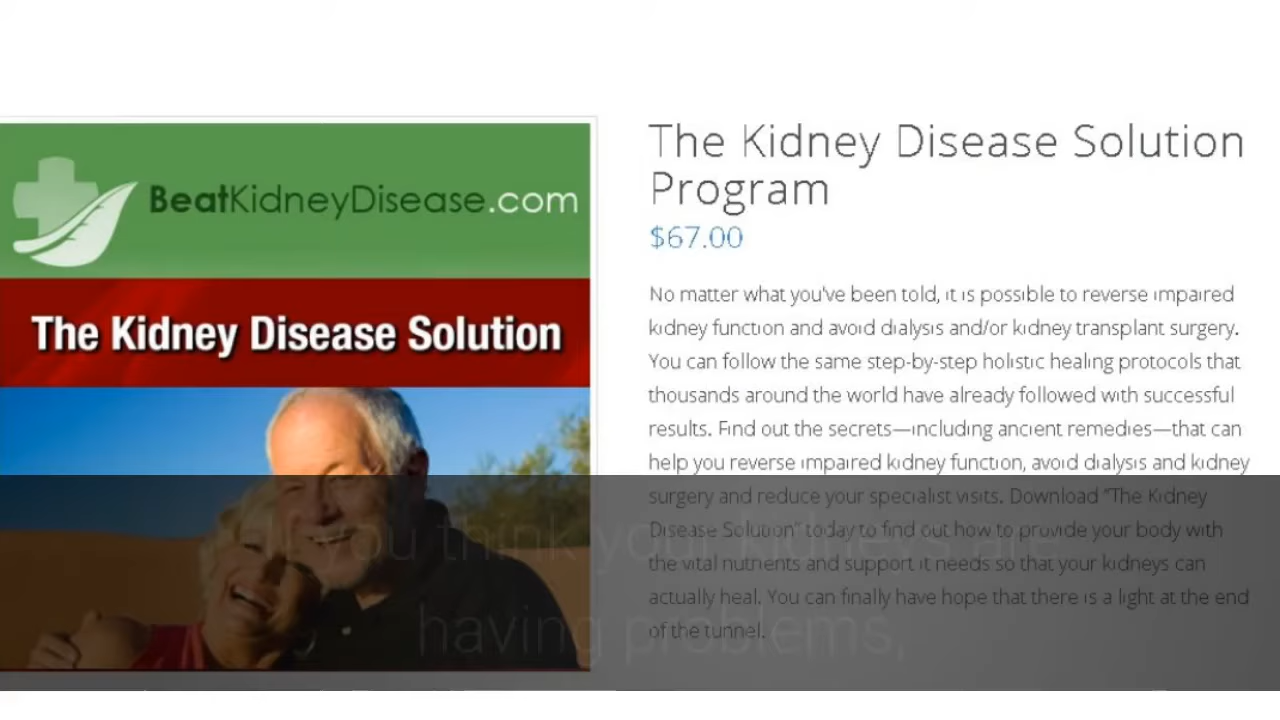 BeatKidneyDisease.com
The Kidney Disease Solution
The Kidney Disease Solution
Program
$67.00
No matter what you've been told, it is possible to reverse impaired
kidney function and avoid dialysis and/or kidney transplant surgery.
You can follow the same step-by-step holistic healing protocols that
thousands around the world have already followed with successful
results. Find out the secrets—including ancient remedies—that can
help you reverse impaired kidney function, avoid dialysis and kidney
surgery and reduce your specialist visits. Download "The Kidney
Disease Solution" today to find out how to provide your body with
the vital nutrients and support it needs so that your kidneys can
actually heal. You can finally have hope that there is a light at the end
of the tunnel.
If you think your kidneys are
having problems,